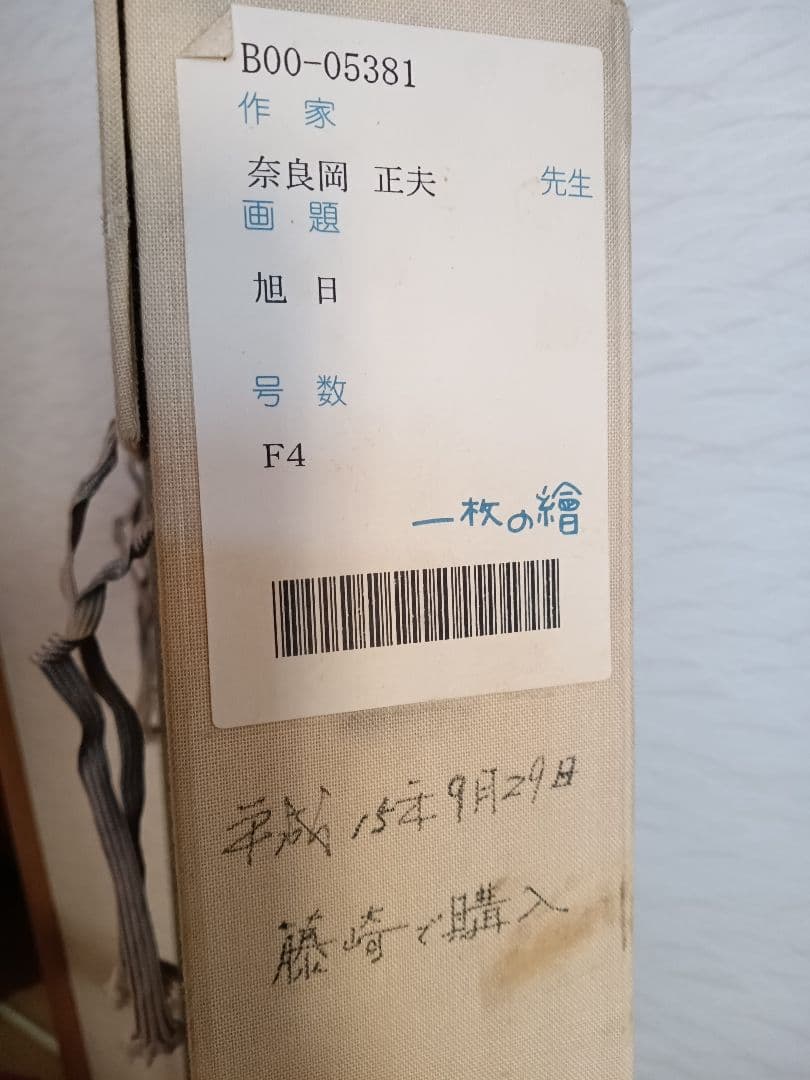 B00-05381
作 家
奈良岡 正夫 先生
画 題
旭 日
号 数
F4
一枚の繪
平成 15年 9月29日
藤崎で購入